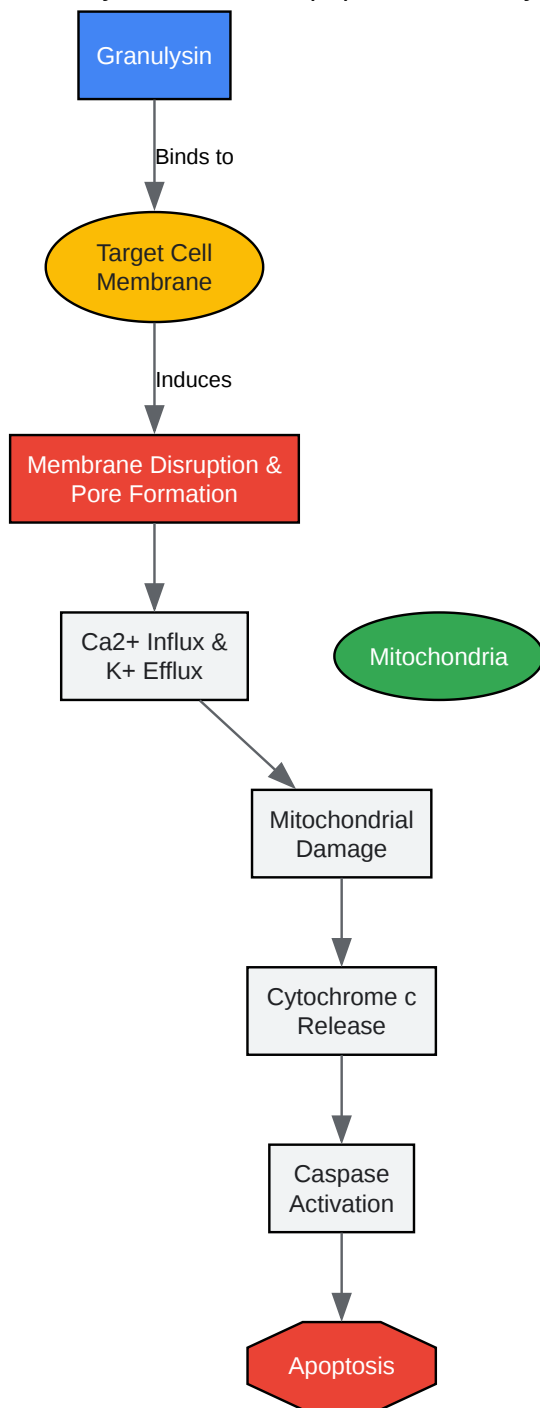 Granulysin
Binds to
Target Cell
Membrane
Induces
Membrane Disruption &
Pore Formation
Ca2+ Influx &
K+ Efflux
Mitochondria
Mitochondrial
Damage
Cytochrome c
Release
Caspase
Activation
Apoptosis